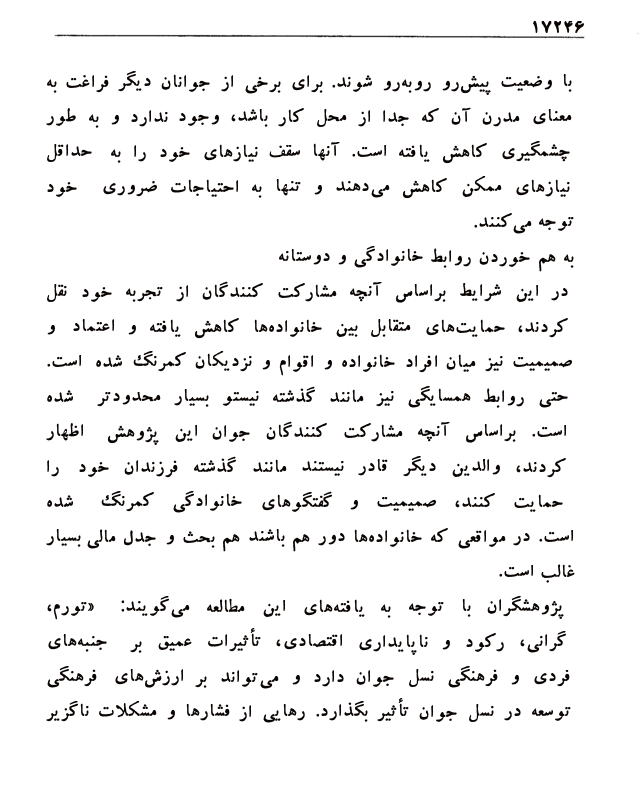 ۱۷۲۴۶
با وضعیت پیش‌رو روبه‌رو شوند. برای برخی از جوانان دیگر فراغت به
معنای مدرن آن که جدا از محل کار باشد، وجود ندارد و به طور
چشمگیری کاهش یافته است. آنها سقف نیازهای خود را به حداقل
نیازهای ممکن کاهش می‌دهند و تنها به احتیاجات ضروری خود
توجه می‌کنند.
به هم خوردن روابط خانوادگی و دوستانه
در این شرایط براساس آنچه مشارکت کنندگان از تجربه خود نقل
کردند، حمایت‌های متقابل بین خانواده‌ها کاهش یافته و اعتماد و
صمیمیت نیز میان افراد خانواده و اقوام و نزدیکان کمرنگ شده است.
حتی روابط همسایگی نیز مانند گذشته نیستو بسیار محدودتر شده
است. براساس آنچه مشارکت کنندگان جوان این پژوهش اظهار
کردند، والدین دیگر قادر نیستند مانند گذشته فرزندان خود را
حمایت کنند، صمیمیت و گفتگوهای خانوادگی کمرنگ شده
است. در مواقعی که خانواده‌ها دور هم باشند هم بحث و جدل مالی بسیار
غالب است.
پژوهشگران با توجه به یافته‌های این مطالعه می‌گویند: «تورم،
گرانی، رکود و ناپایداری اقتصادی، تأثیرات عمیق بر جنبه‌های
فردی و فرهنگی نسل جوان دارد و می‌تواند بر ارزش‌های فرهنگی
توسعه در نسل جوان تأثیر بگذارد. رهایی از فشارها و مشکلات ناگزیر